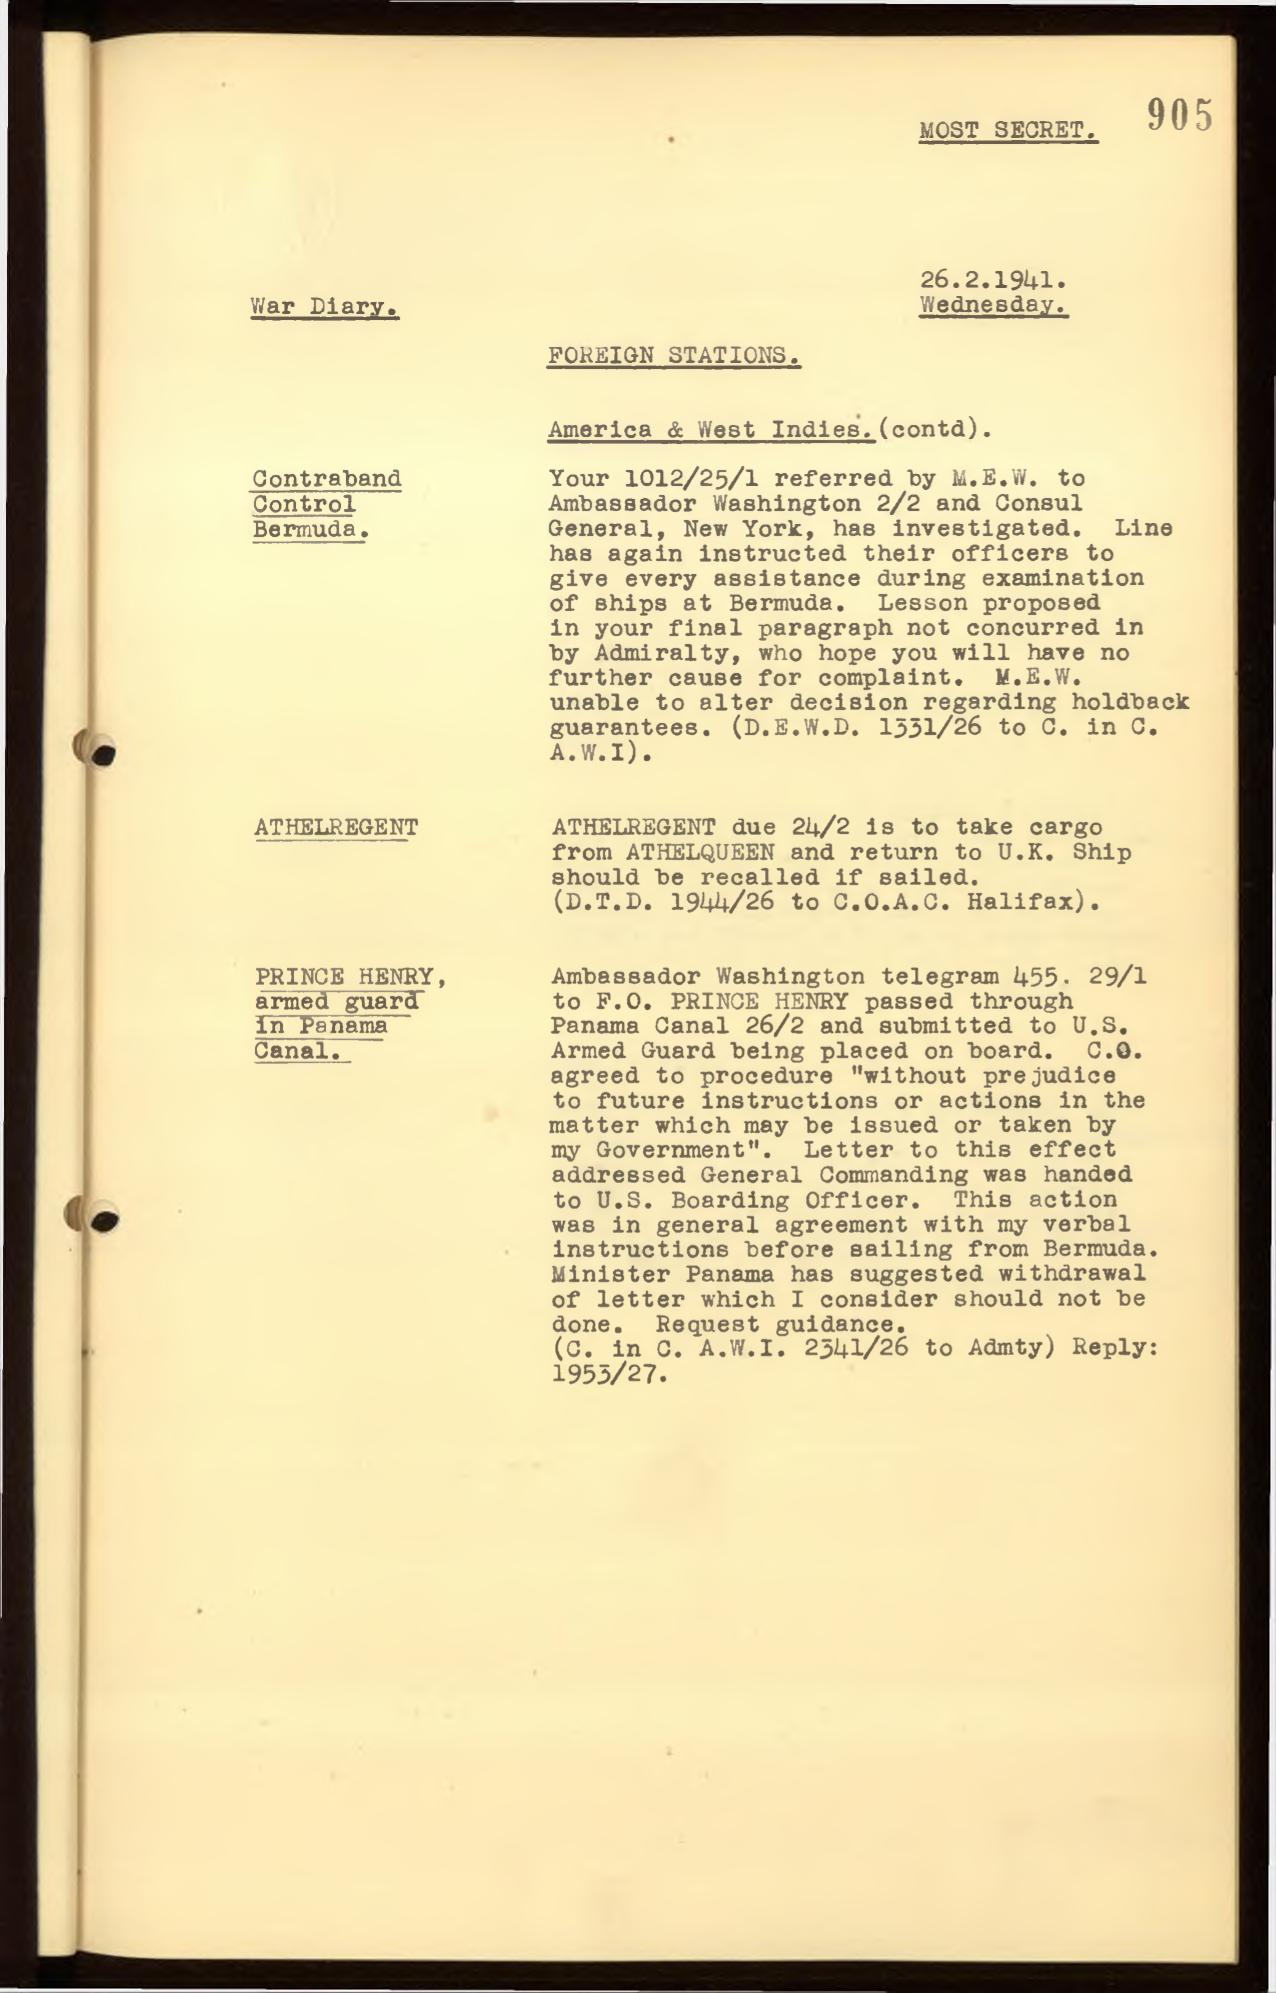 905
MOST SECRET.
26.2.1941.
War Diary.
Wednesday.
FOREIGN STATIONS.
America & West Indies.(contd).
Contraband
Control
Bermuda.
Your 1012/25/1 referred by M.E.W. to
Ambassador Washington 2/2 and Consul
General, New York, has investigated. Line
has again instructed their officers to
give every assistance during examination
of ships at Bermuda. Lesson proposed
in your final paragraph not concurred in
by Admiralty, who hope you will have no
further cause for complaint. M.E.W.
unable to alter decision regarding holdback
guarantees. (D.E.W.D. 1331/26 to C. in C.
A.W.I).
ATHELREGENT
ATHELREGENT due 24/2 is to take cargo
from ATHELQUEEN and return to U.K. Ship
should be recalled if sailed.
(D.T.D. 1944/26 to C.O.A.C. Halifax).
PRINCE HENRY,
armed guard
in Panama
Canal.
Ambassador Washington telegram 455. 29/1
to F.O. PRINCE HENRY passed through
Panama Canal 26/2 and submitted to U.S.
Armed Guard being placed on board. C.O.
agreed to procedure "without prejudice
to future instructions or actions in the
matter which may be issued or taken by
my Government". Letter to this effect
addressed General Commanding was handed
to U.S. Boarding Officer. This action
was in general agreement with my verbal
instructions before sailing from Bermuda.
Minister Panama has suggested withdrawal
of letter which I consider should not be
done. Request guidance.
(C. in C. A.W.I. 2341/26 to Admty) Reply:
1953/27.